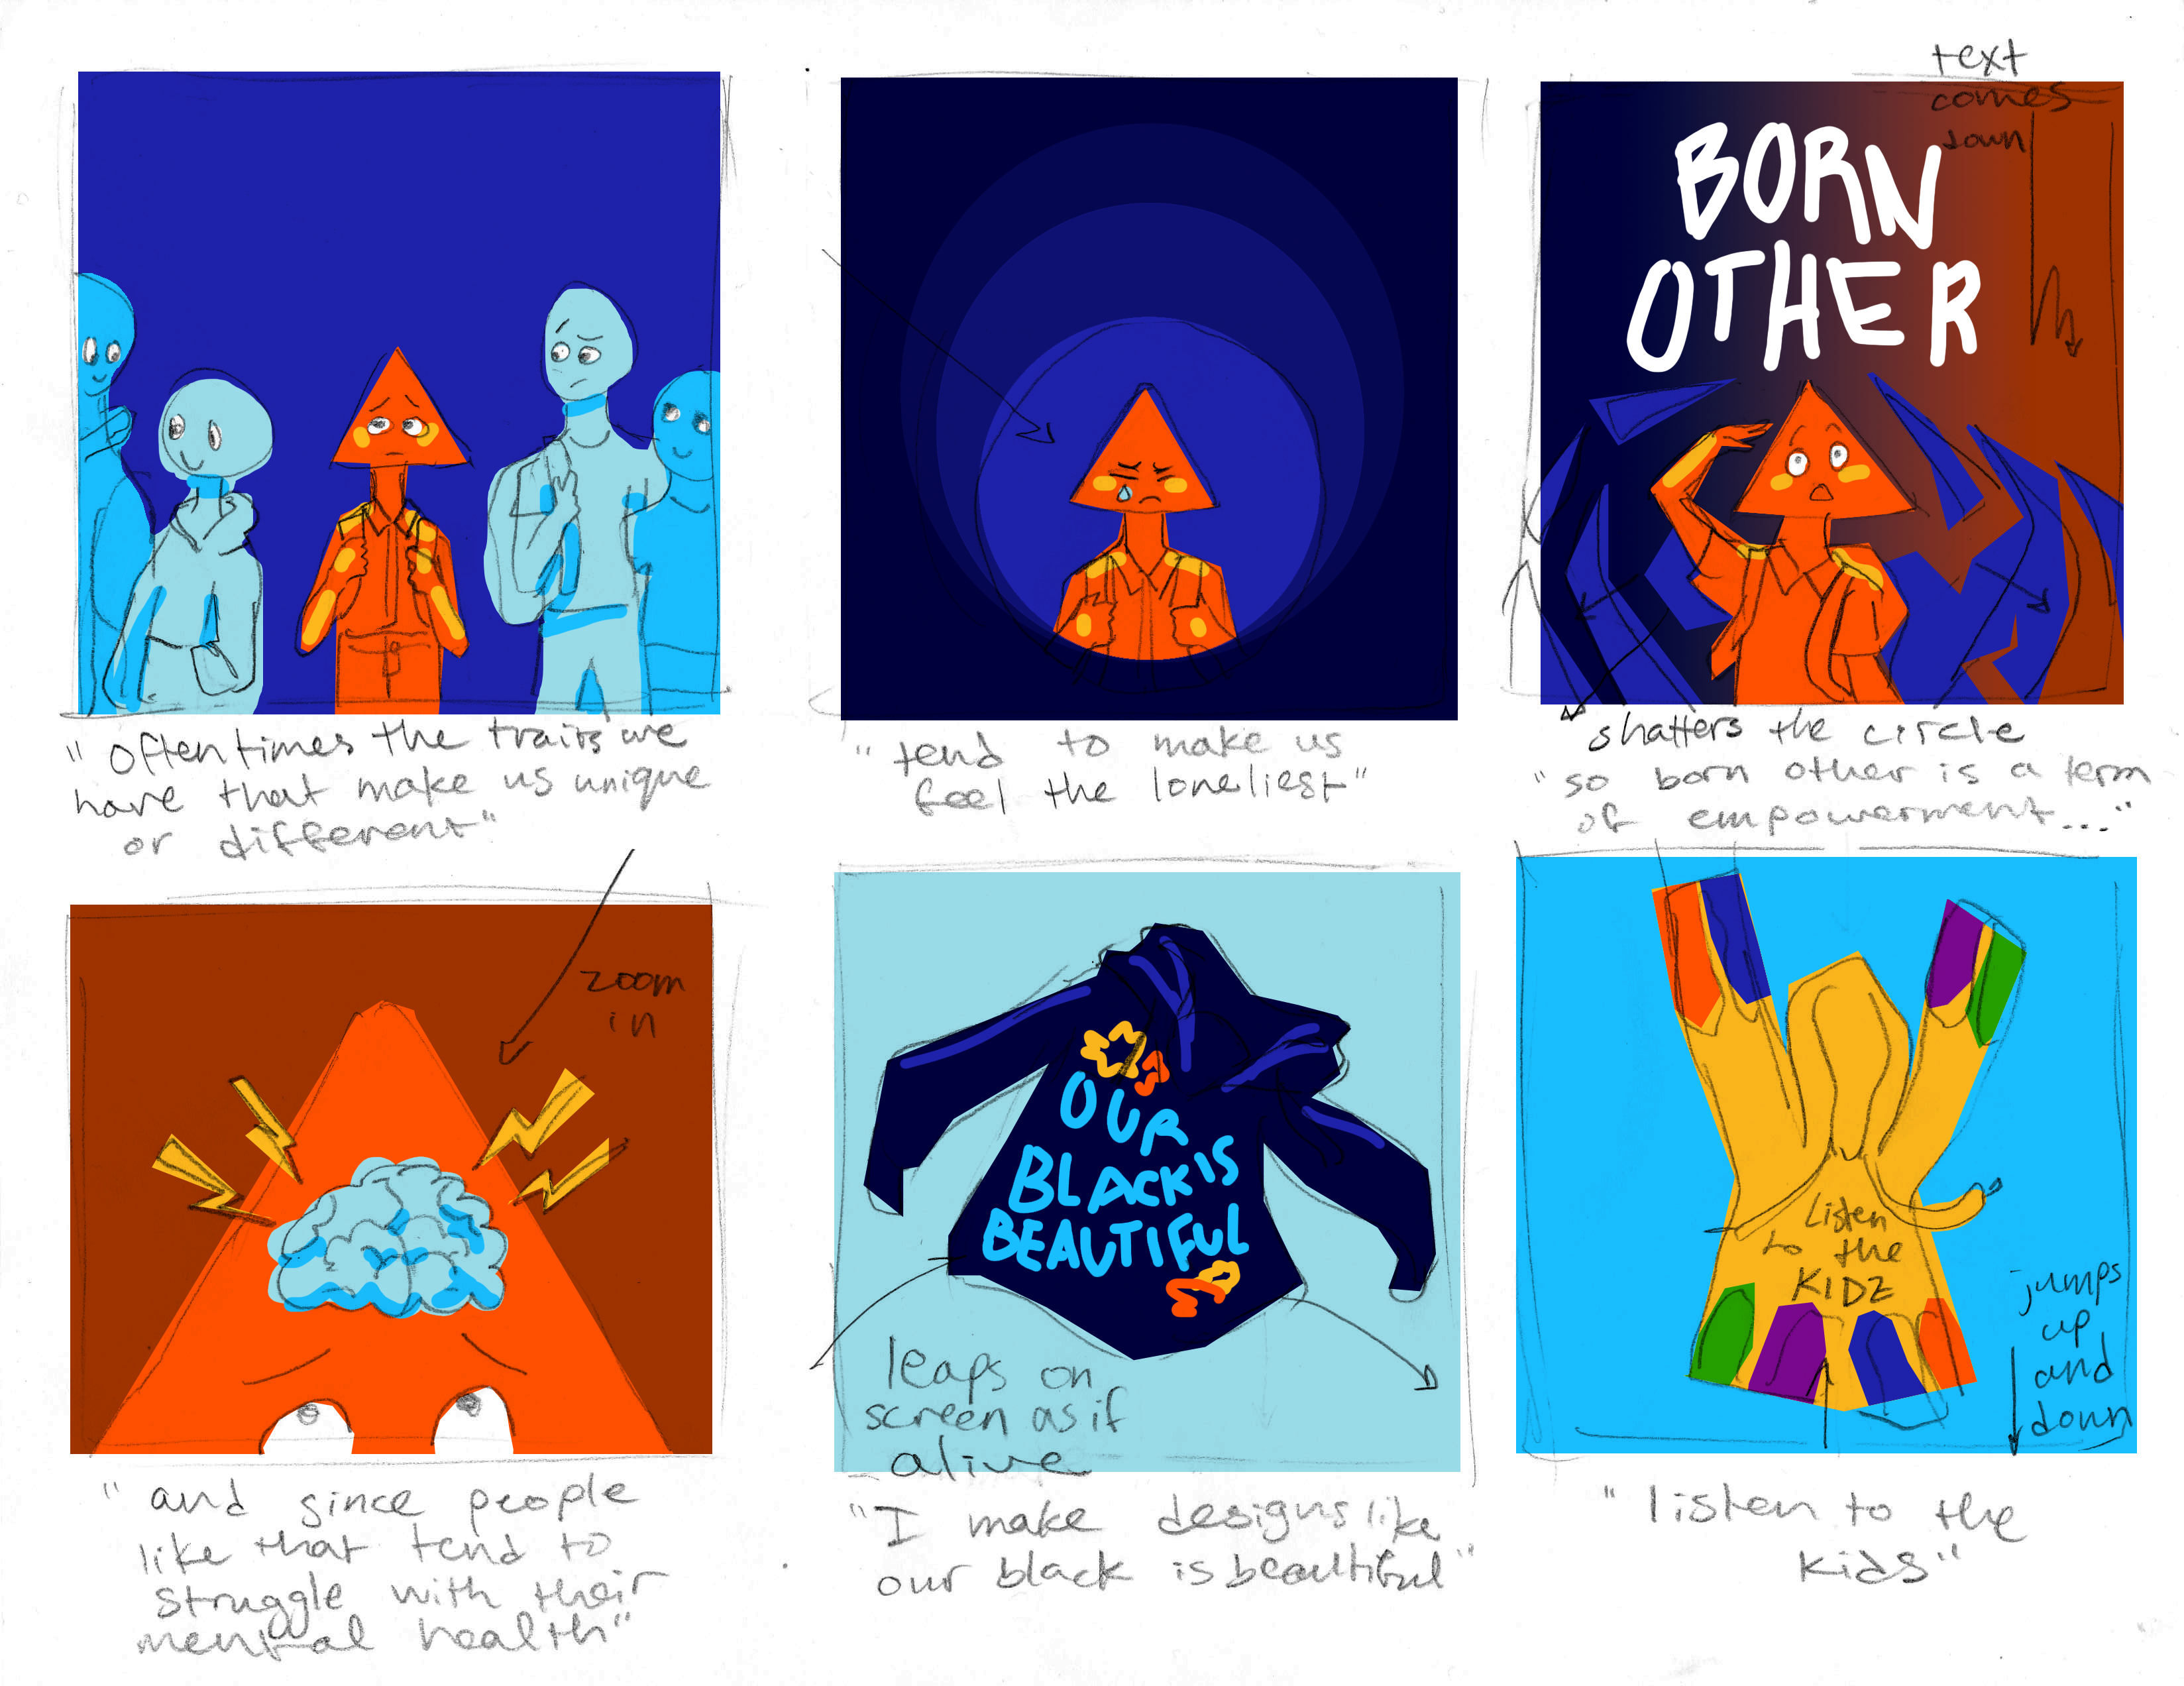 text
comes
down
BORN
OTHER
"Oftentimes the traits we
have that make us unique
or different"
"tend to make us
feel the loneliest"
shatters the circle
"so born other is a term
of empowerment..."
zoom
in
"and since people
like that tend to
struggle with their
mental health"
OUR
BLACK IS
BEAUTIFUL
leaps on
screen as if
alive
"I make designs like
our black is beautiful"
Listen
to the
KIDZ
jumps
up
and
down
"listen to the
kids"